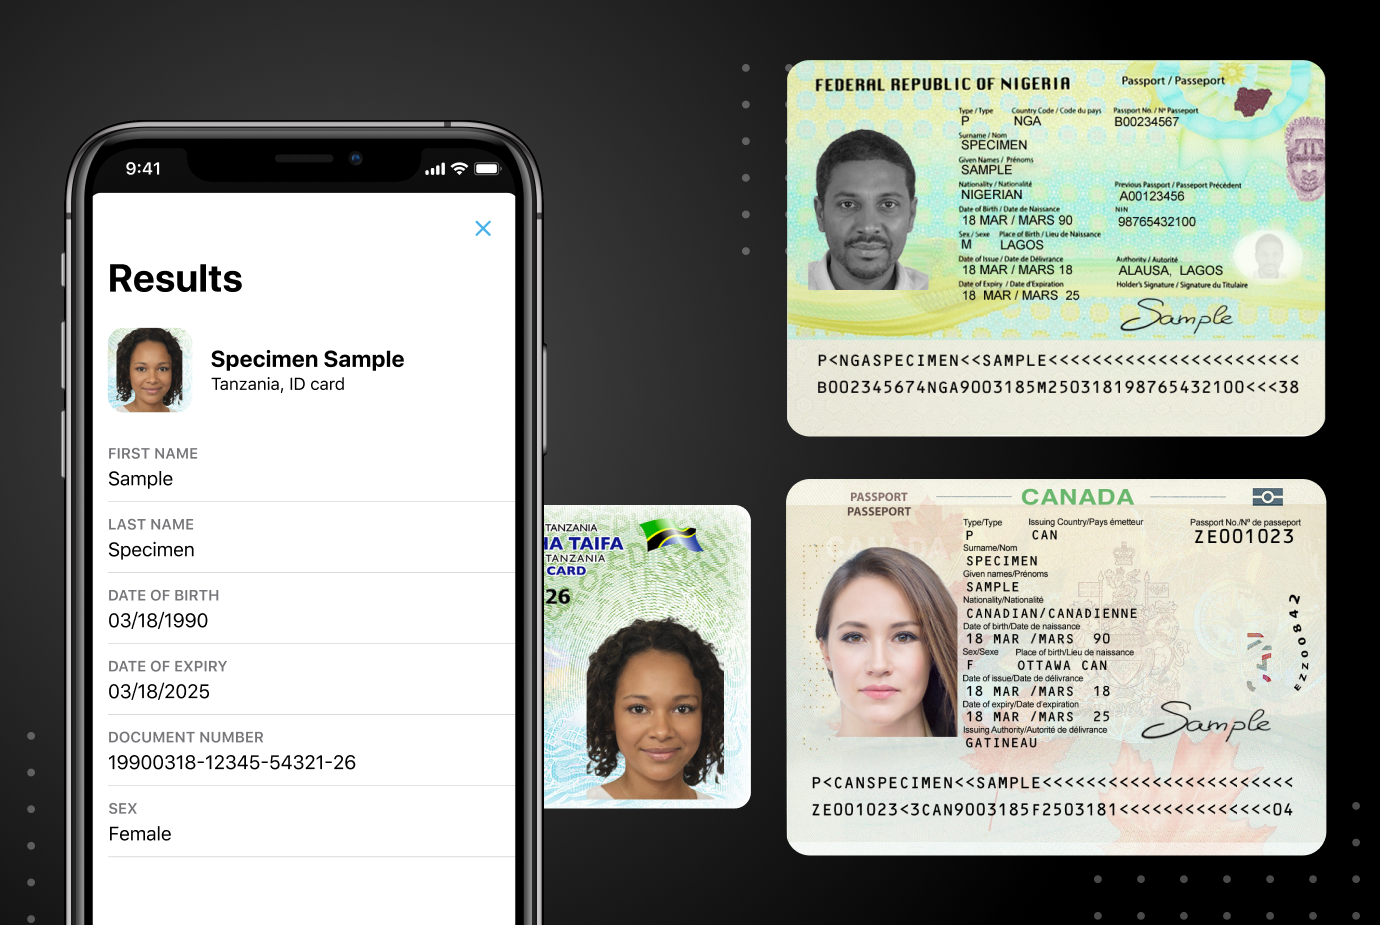 9:41
Results
Specimen Sample
Tanzania, ID card
FIRST NAME
Sample
LAST NAME
Specimen
DATE OF BIRTH
03/18/1990
DATE OF EXPIRY
03/18/2025
DOCUMENT NUMBER
19900318-12345-54321-26
SEX
Female
TANZANIA
HA TAIFA
TANZANIA
CARD
26
FEDERAL REPUBLIC OF NIGERIA Passport / Passeport
Type / Type Country Code / Code du pays Passport No. / Nº Passeport
P NGA B00234567
Surname / Nom
SPECIMEN
Given Names / Prénoms
SAMPLE
Nationality / Nationalité Previous Passport / Passeport Précédent
NIGERIAN A00123456
Date of Birth / Date de Naissance NIN
18 MAR / MARS 90 98765432100
Sex / Sexe Place of Birth / Lieu de Naissance
M LAGOS
Date of Issue / Date de Délivrance Authority / Autorité
18 MAR / MARS 18 ALAUSA, LAGOS
Date of Expiry / Date d'Expiration Holder's Signature / Signature du Titulaire
18 MAR / MARS 25
Sample
P<NGASPECIMEN<<SAMPLE<<<<<<<<<<<<<<<<<<<<<<<
B002345674NGA9003185M250318198765432100<<<38
PASSPORT
PASSEPORT
CANADA
Type/Type Issuing Country/Pays émetteur Passport No./Nº de passeport
P CAN ZE001023
Surname/Nom
SPECIMEN
Given names/Prénoms
SAMPLE
Nationality/Nationalité
CANADIAN/CANADIENNE
Date of birth/Date de naissance
18 MAR /MARS 90
Sex/Sexe Place of birth/Lieu de naissance
F OTTAWA CAN
Date of issue/Date de délivrance
18 MAR /MARS 18
Date of expiry/Date d'expiration
18 MAR /MARS 25
Issuing Authority/Autorité de délivrance
GATINEAU
Sample
EZZ00842
P<CANSPECIMEN<<SAMPLE<<<<<<<<<<<<<<<<<<<<<<<
ZE001023<3CAN9003185F2503181<<<<<<<<<<<<<<04